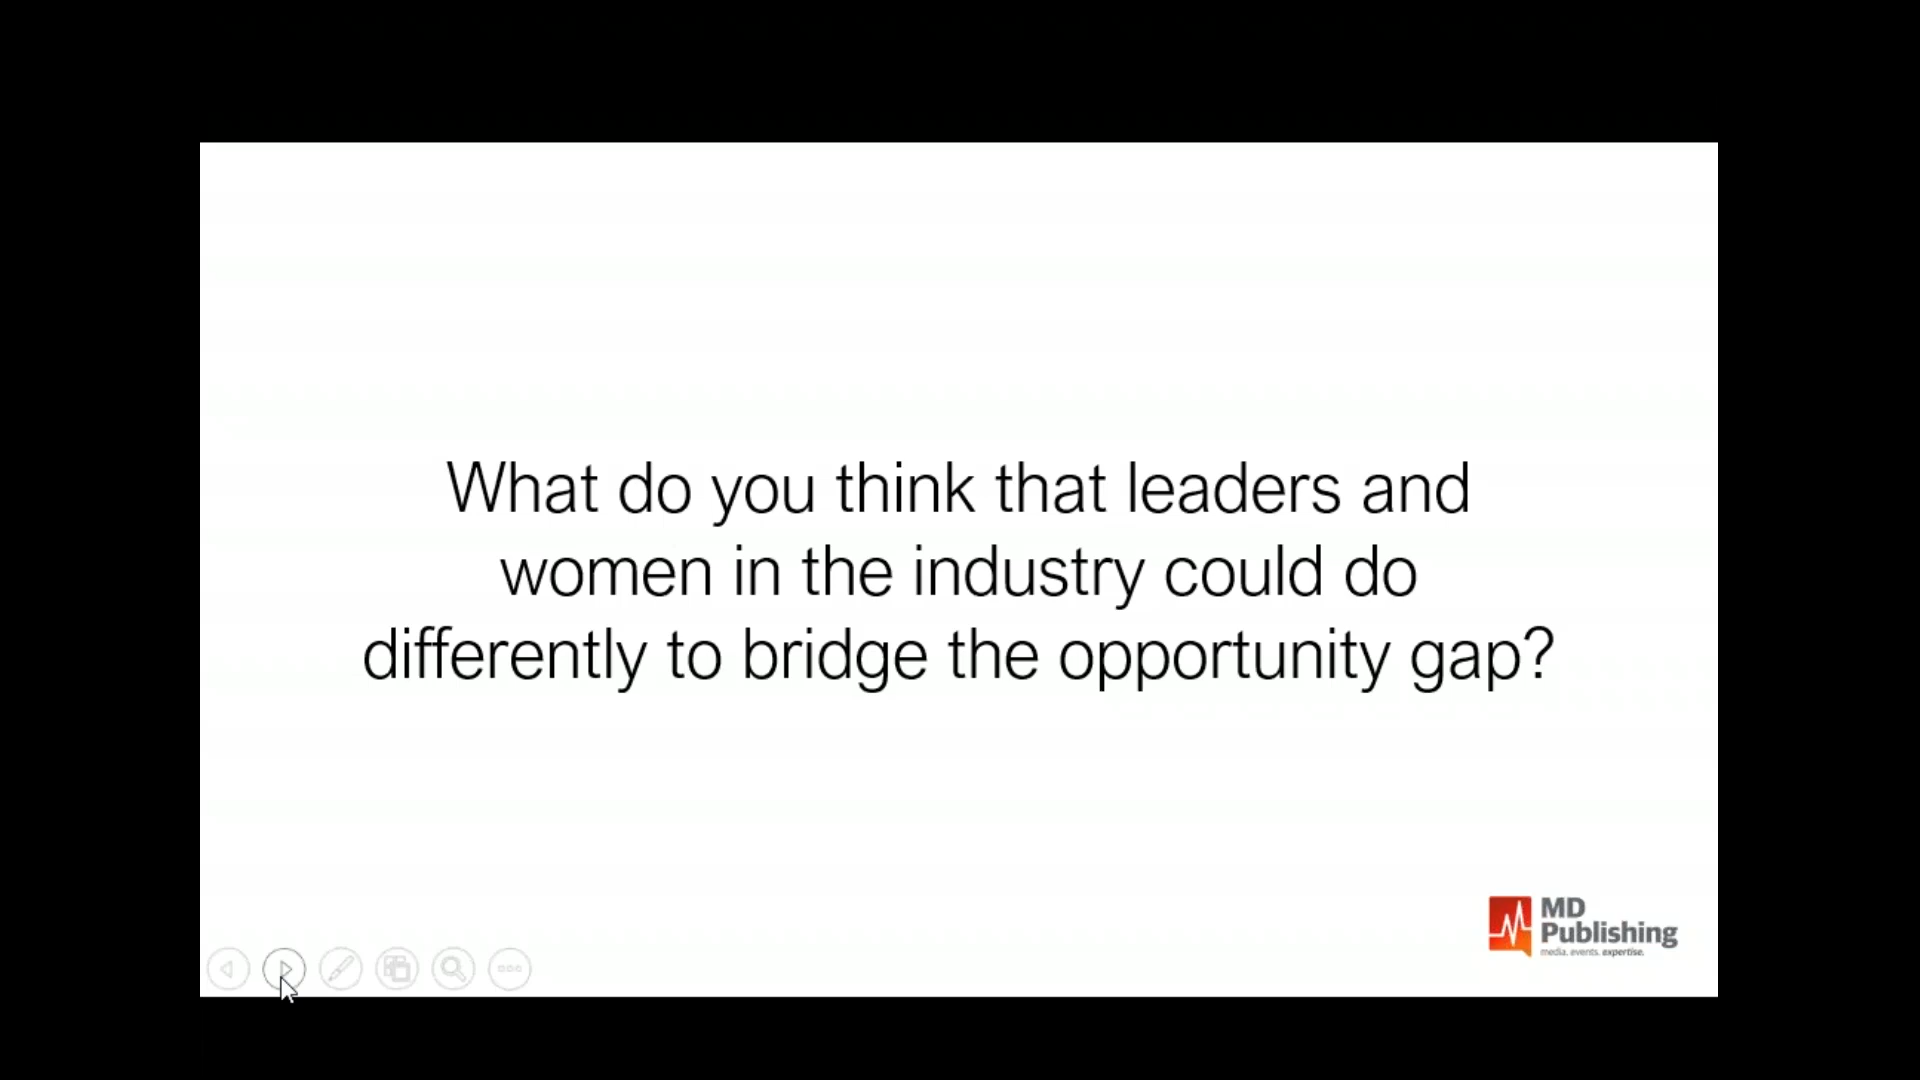 What do you think that leaders and
women in the industry could do
differently to bridge the opportunity gap?
MD
Publishing
media. events. expertise.